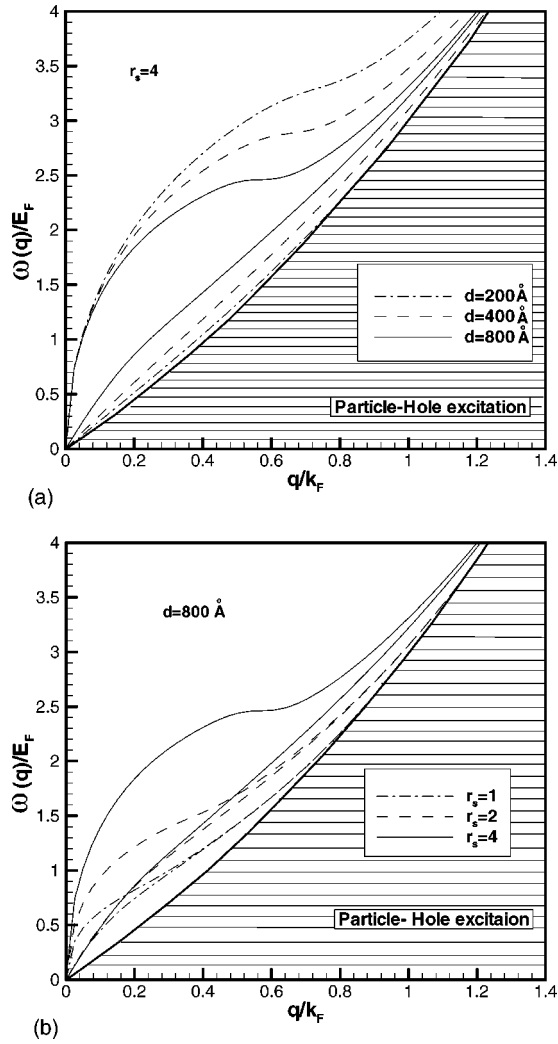 4
3.5
3
2.5
2
1.5
1
0.5
0
ω(q)/E_F
r_s=4
d=200Å
d=400Å
d=800Å
Particle-Hole excitation
0 0.2 0.4 0.6 0.8 1 1.2 1.4
q/k_F
(a)
4
3.5
3
2.5
2
1.5
1
0.5
0
ω(q)/E_F
d=800 Å
r_s=1
r_s=2
r_s=4
Particle- Hole excitaion
0 0.2 0.4 0.6 0.8 1 1.2 1.4
q/k_F
(b)